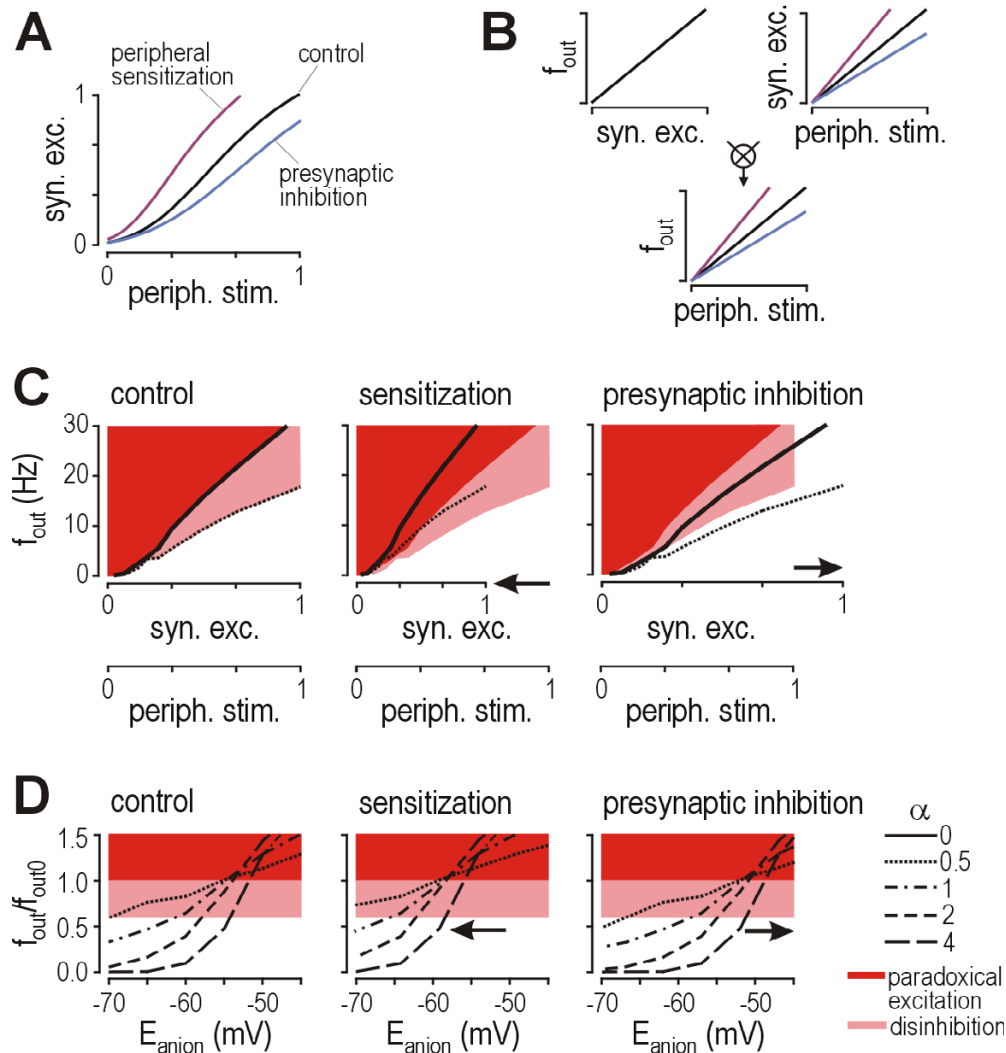 A
peripheral
sensitization
control
presynaptic
inhibition
syn. exc.
1
0
0
1
periph. stim.
B
f_out
syn. exc.
syn. exc.
periph. stim.
f_out
periph. stim.
C
control
sensitization
presynaptic inhibition
f_out (Hz)
30
20
10
0
0
1
syn. exc.
0
1
syn. exc.
0
1
syn. exc.
0
1
periph. stim.
0
1
periph. stim.
0
1
periph. stim.
D
control
sensitization
presynaptic inhibition
f_out/f_out0
1.5
1.0
0.5
0.0
-70
-60
-50
E_anion (mV)
-70
-60
-50
E_anion (mV)
-70
-60
-50
E_anion (mV)
α
0
0.5
1
2
4
paradoxical
excitation
disinhibition